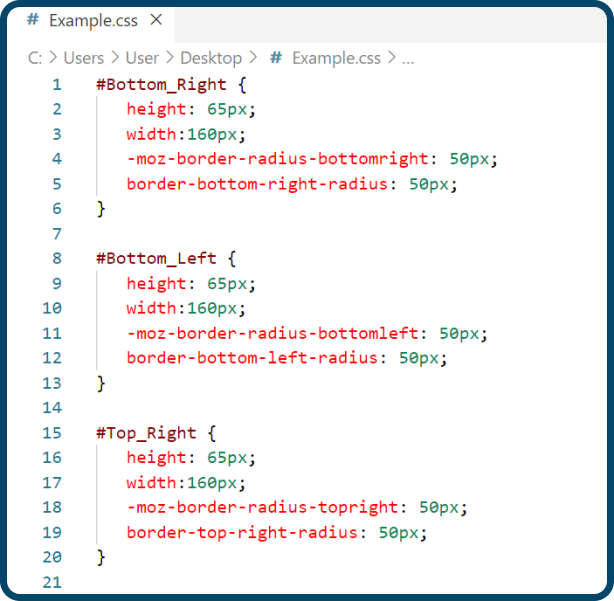 # Example.css ×
C: > Users > User > Desktop > # Example.css > ...
1 #Bottom_Right {
2 height: 65px;
3 width:160px;
4 -moz-border-radius-bottomright: 50px;
5 border-bottom-right-radius: 50px;
6 }
7
8 #Bottom_Left {
9 height: 65px;
10 width:160px;
11 -moz-border-radius-bottomleft: 50px;
12 border-bottom-left-radius: 50px;
13 }
14
15 #Top_Right {
16 height: 65px;
17 width:160px;
18 -moz-border-radius-topright: 50px;
19 border-top-right-radius: 50px;
20 }
21